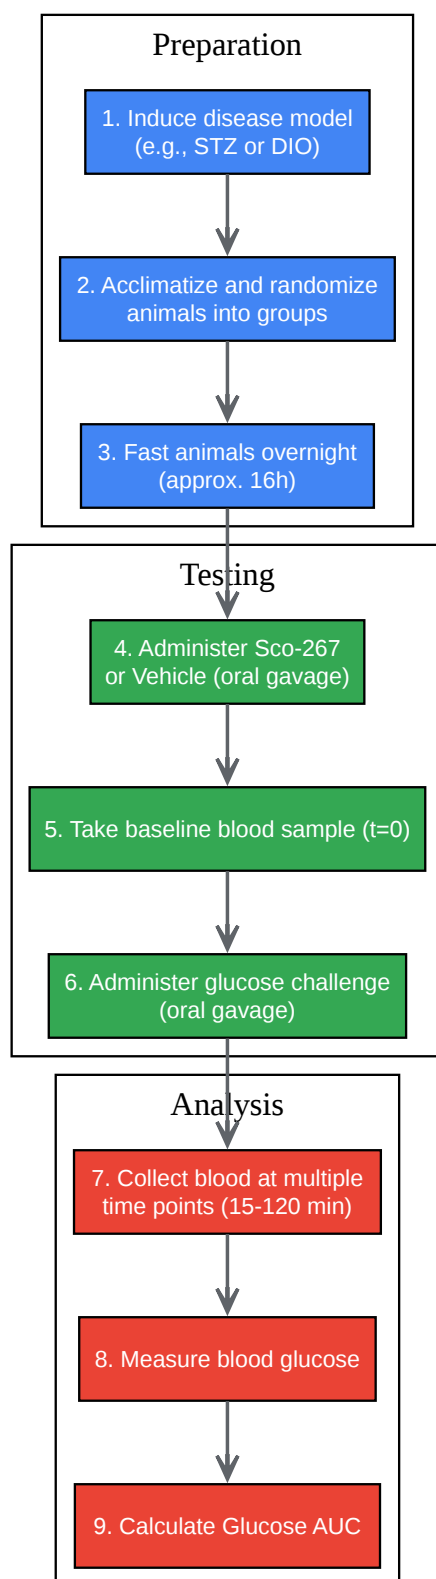 Preparation
1. Induce disease model
(e.g., STZ or DIO)
2. Acclimatize and randomize
animals into groups
3. Fast animals overnight
(approx. 16h)
Testing
4. Administer Sco-267
or Vehicle (oral gavage)
5. Take baseline blood sample (t=0)
6. Administer glucose challenge
(oral gavage)
Analysis
7. Collect blood at multiple
time points (15-120 min)
8. Measure blood glucose
9. Calculate Glucose AUC